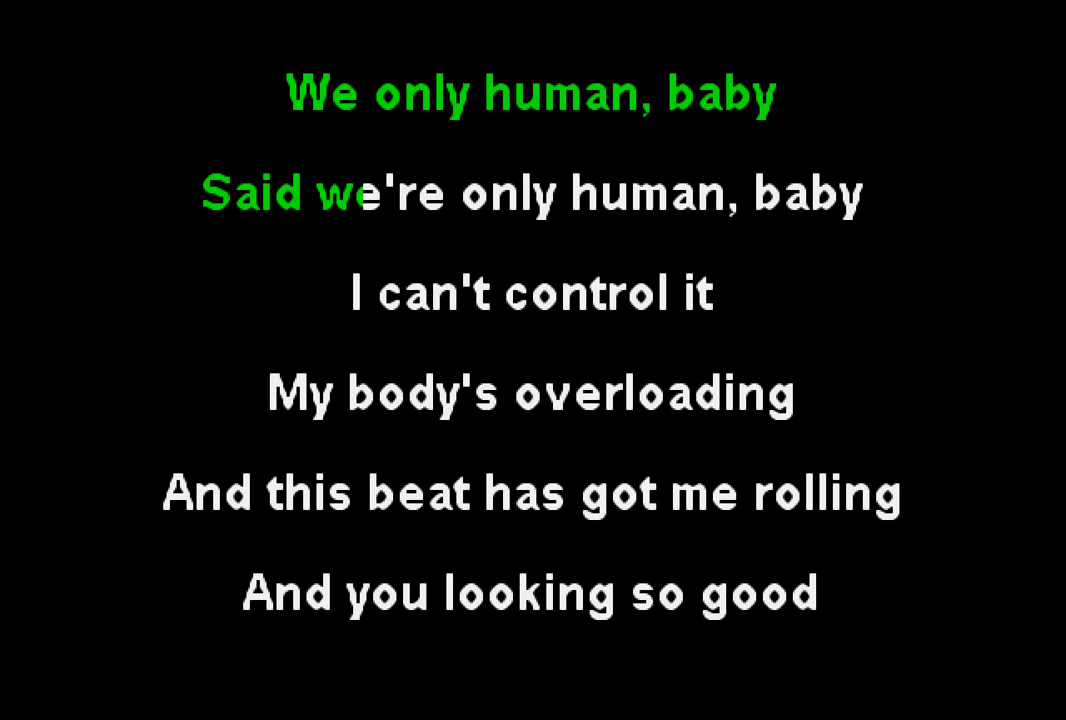 We only human, baby
Said we're only human, baby
I can't control it
My body's overloading
And this beat has got me rolling
And you looking so good